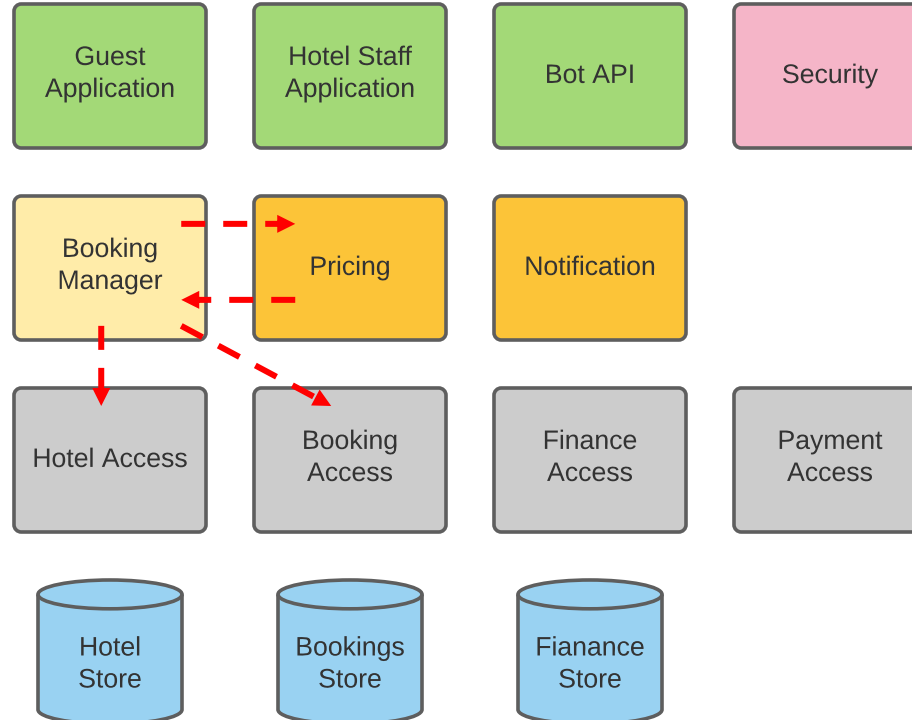 Guest
Application
Hotel Staff
Application
Bot API
Security
Booking
Manager
Pricing
Notification
Hotel Access
Booking
Access
Finance
Access
Payment
Access
Hotel
Store
Bookings
Store
Fianance
Store